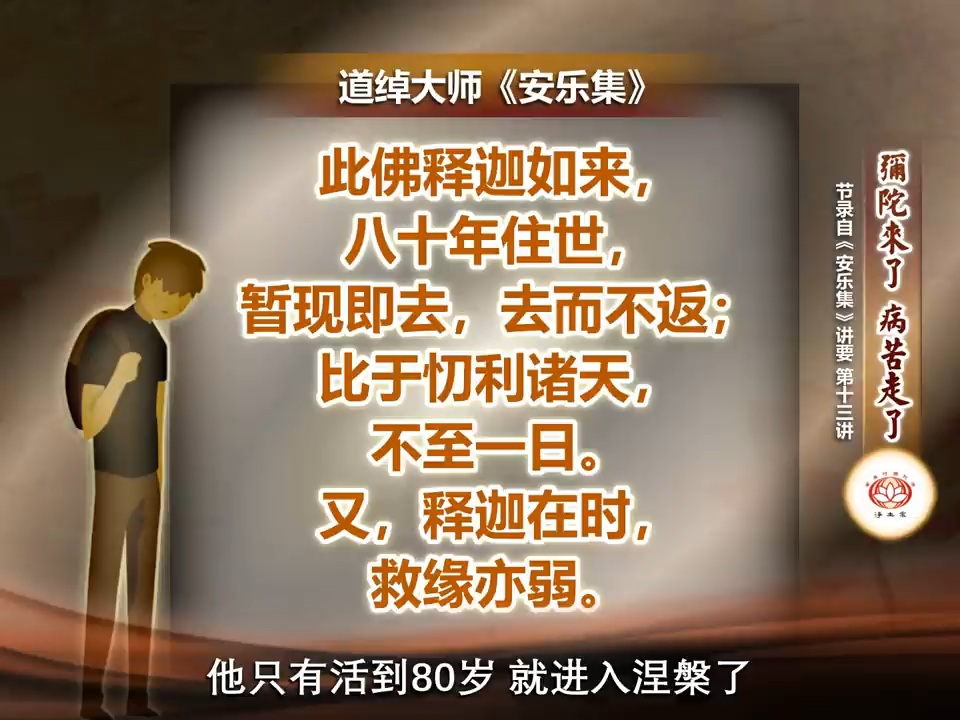 道绰大师《安乐集》
此佛释迦如来，
八十年住世，
暂现即去，去而不返；
比于忉利诸天，
不至一日。
又，释迦在时，
救缘亦弱。
彌陀來了 病苦走了
节录自《安乐集》讲要 第十三讲
净土宗
他只有活到80岁 就进入涅槃了